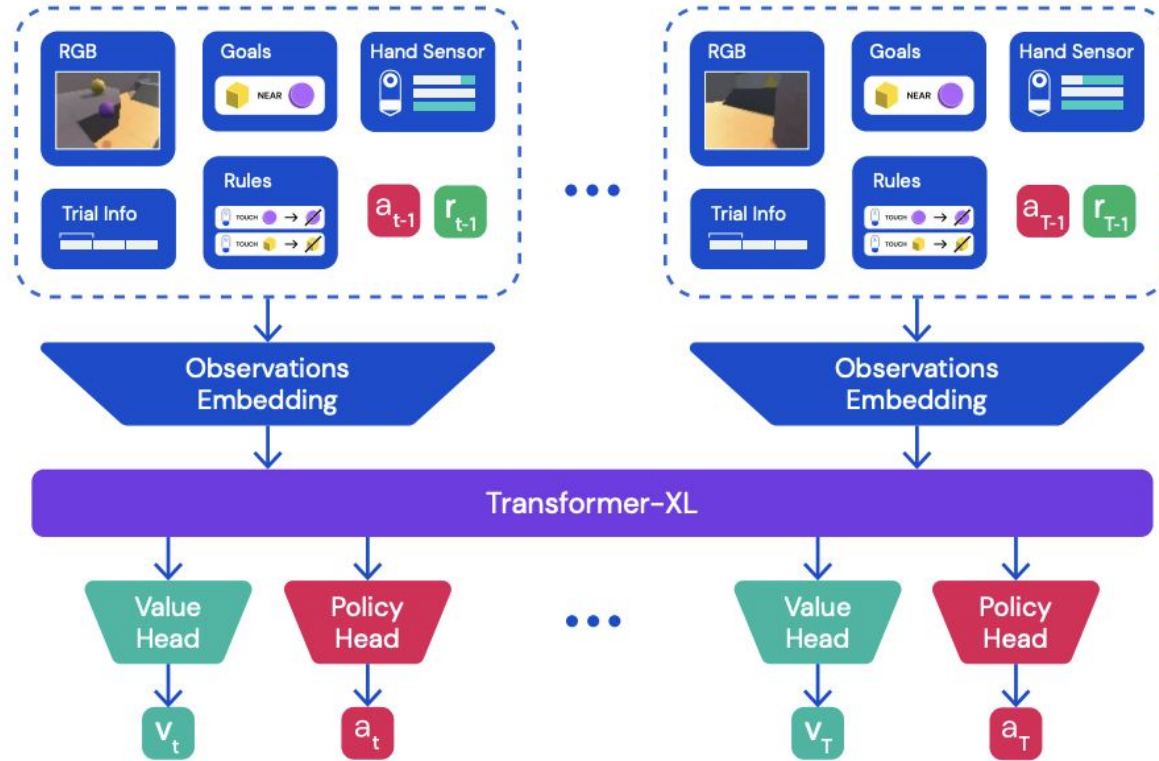 RGB
Goals
Hand Sensor
NEAR
Trial Info
Rules
TOUCH
TOUCH
a t-1
r t-1
...
RGB
Goals
Hand Sensor
NEAR
Trial Info
Rules
TOUCH
TOUCH
a T-1
r T-1
Observations
Embedding
Observations
Embedding
Transformer-XL
Value
Head
Policy
Head
...
Value
Head
Policy
Head
v t
a t
v T
a T